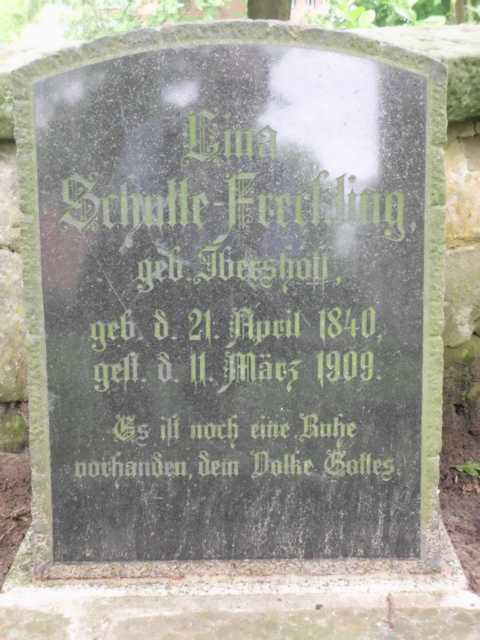 Lina
Schulte-Freckling,
geb. Ibershoff,
geb. d. 21. April 1840,
gest. d. 11. März 1909.
Es ist noch eine Ruhe
vorhanden, dem Volke Gottes.